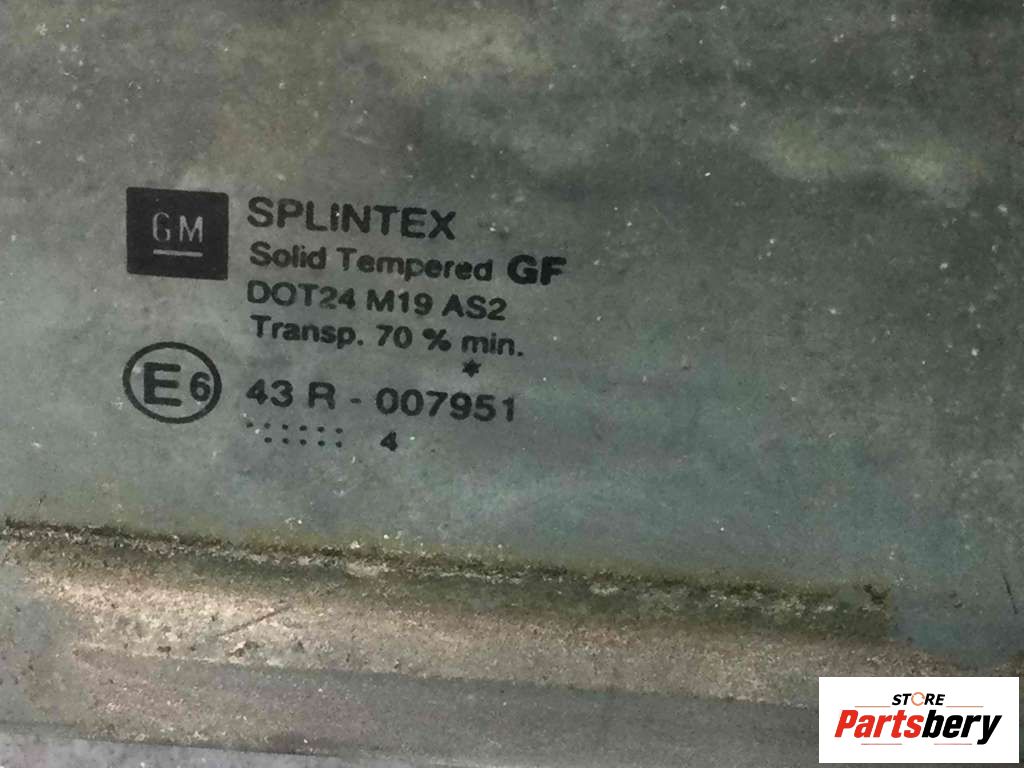 GM
SPLINTEX
Solid Tempered GF
DOT24 M19 AS2
Transp. 70 % min.
*
E6 43 R - 007951
4
STORE
Partsbery